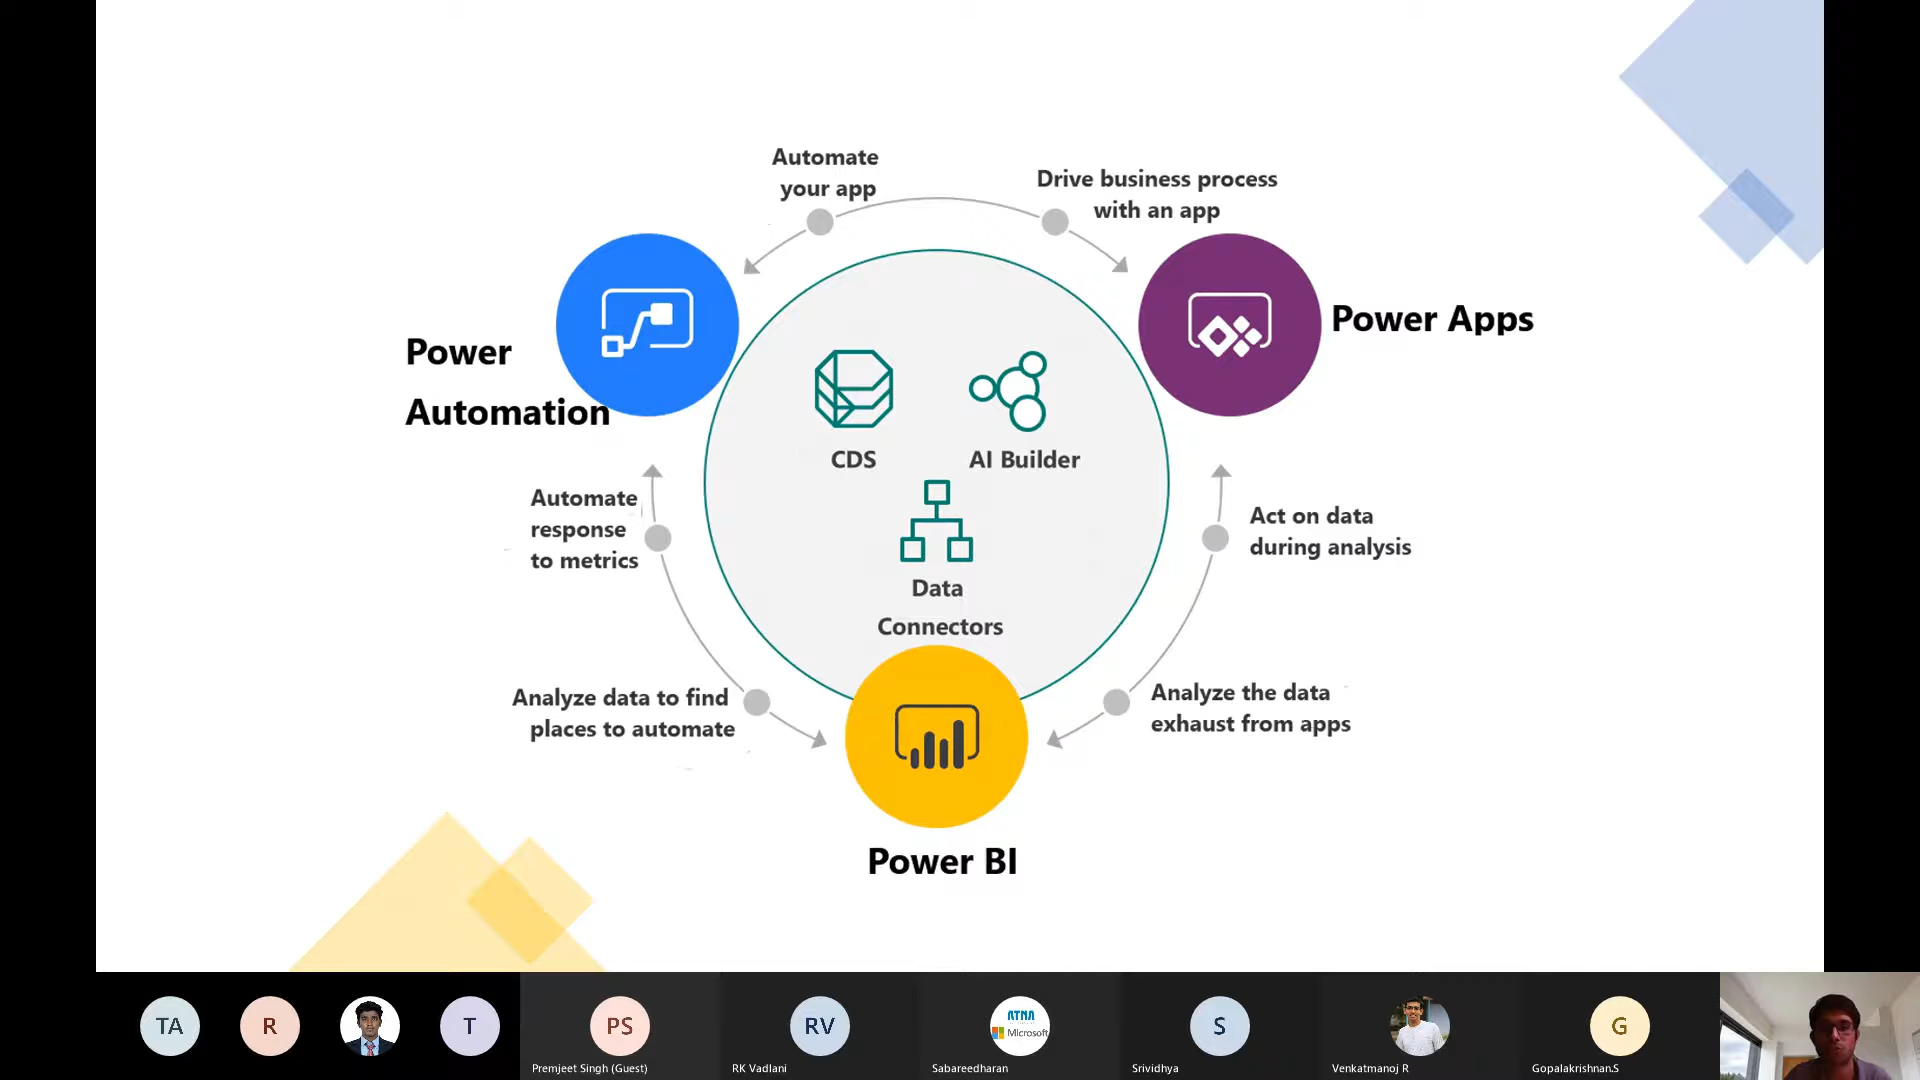 Automate
your app
Drive business process
with an app
Power
Automation
Power Apps
CDS
AI Builder
Data
Connectors
Automate
response
to metrics
Act on data
during analysis
Analyze data to find
places to automate
Analyze the data
exhaust from apps
Power BI
TA
R
T
PS
Premjeet Singh (Guest)
RV
RK Vadlani
ATNA
Microsoft
Sabareedharan
S
Srividhya
Venkatmanoj R
G
Gopalakrishnan.S